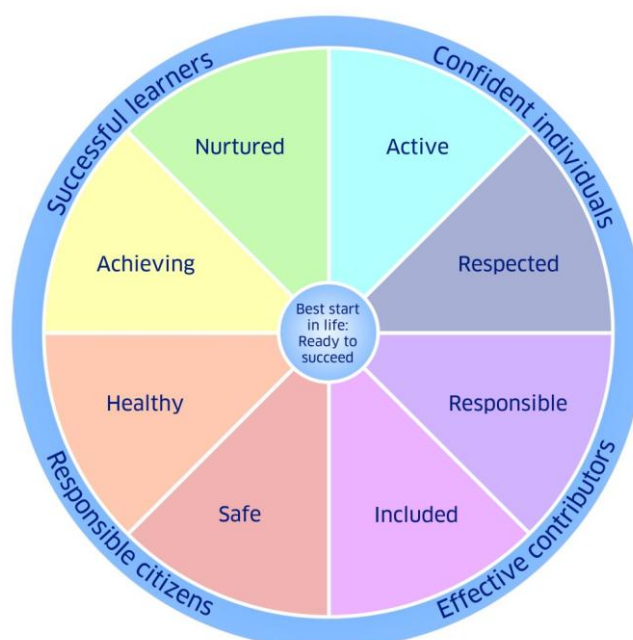 Successful learners
Confident individuals
Nurtured
Active
Achieving
Respected
Best start
in life:
Ready to
succeed
Healthy
Responsible
Safe
Included
Responsible citizens
Effective contributors